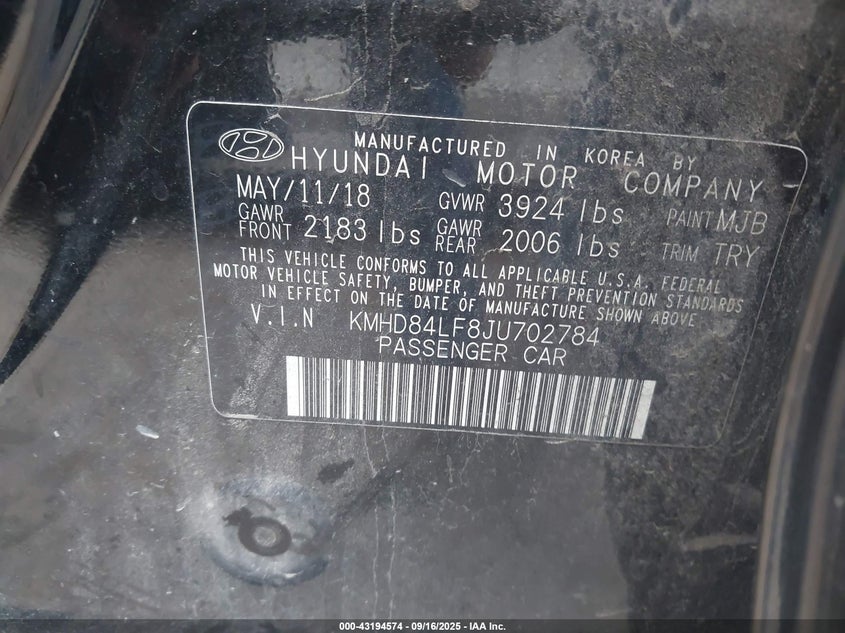 MANUFACTURED IN KOREA BY
HYUNDAI MOTOR COMPANY
MAY/11/18 GVWR 3924 lbs PAINT MJB
GAWR FRONT 2183 lbs GAWR REAR 2006 lbs TRIM TRY
THIS VEHICLE CONFORMS TO ALL APPLICABLE U.S.A. FEDERAL
MOTOR VEHICLE SAFETY, BUMPER, AND THEFT PREVENTION STANDARDS
IN EFFECT ON THE DATE OF MANUFACTURE SHOWN ABOVE.
V.I.N KMHD84LF8JU702784
PASSENGER CAR
000-43194574 - 09/16/2025 - IAA Inc.